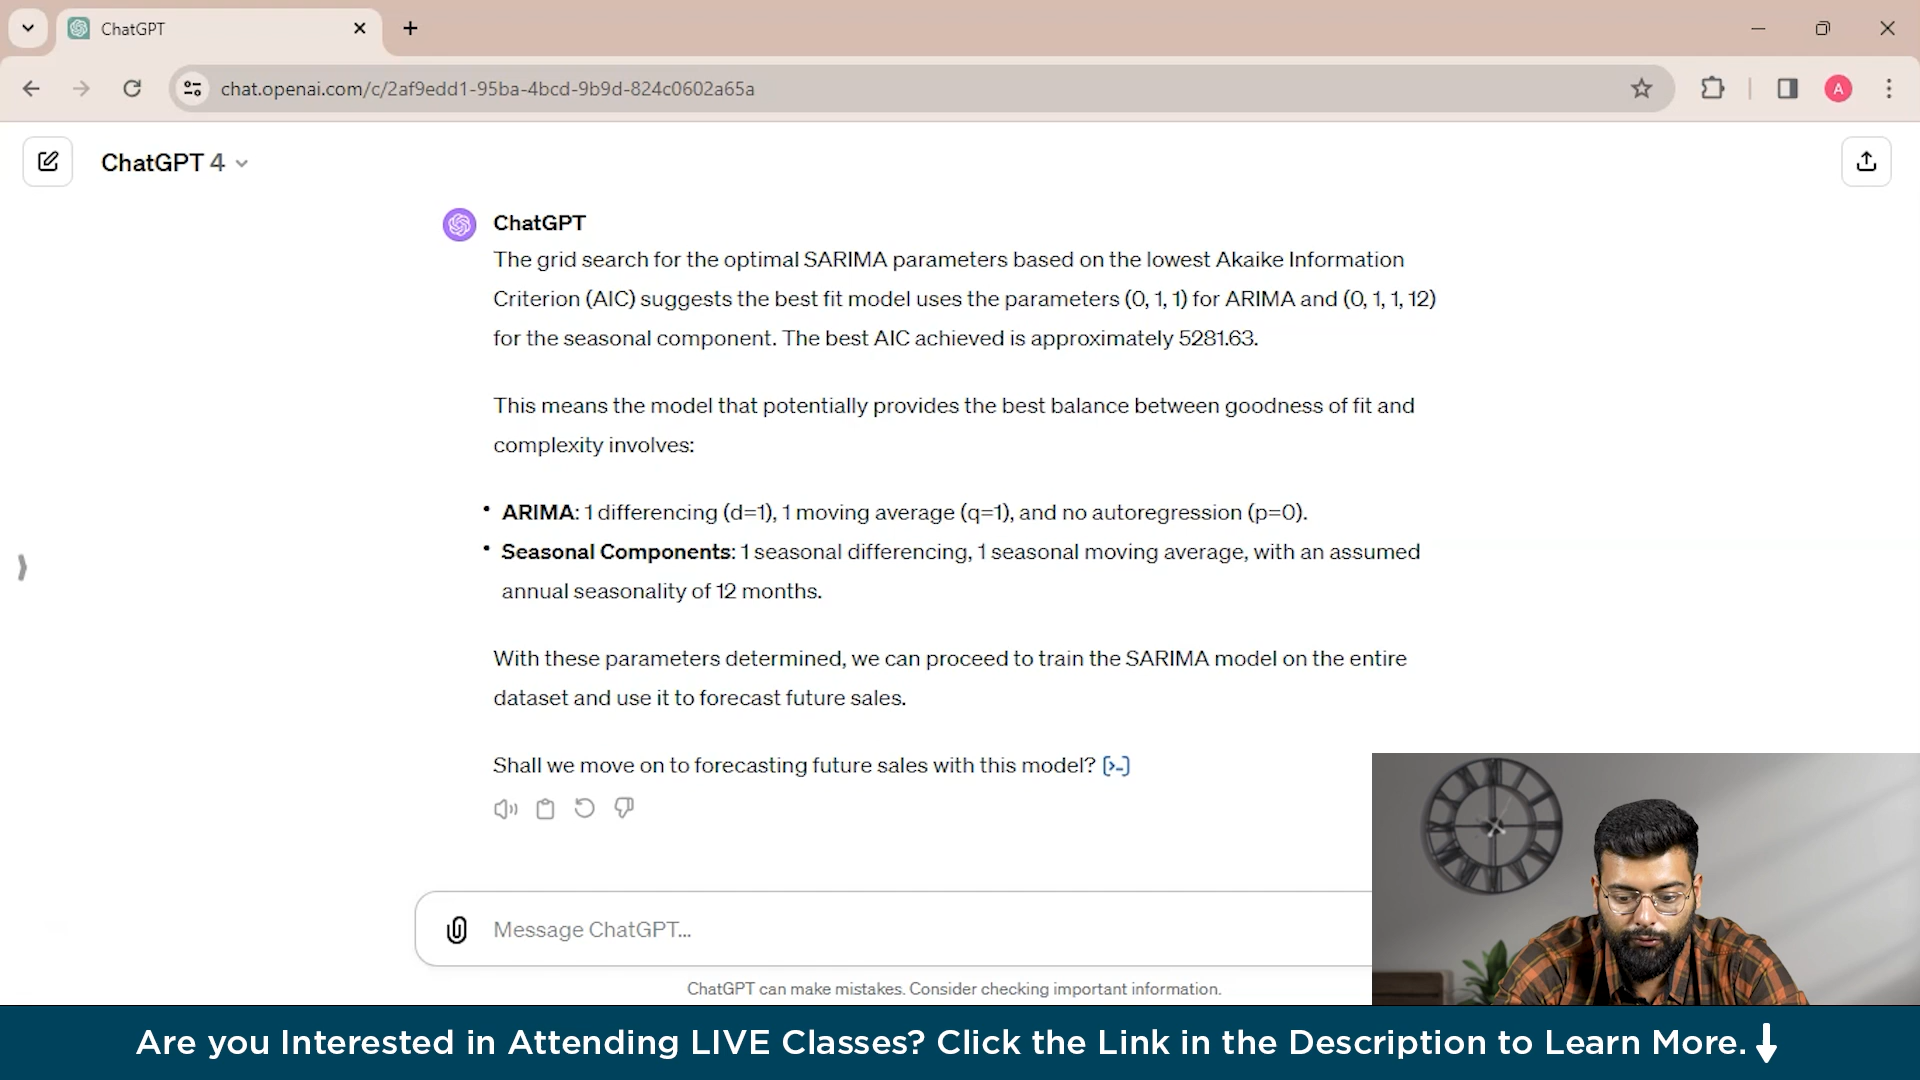 ChatGPT
chat.openai.com/c/2af9edd1-95ba-4bcd-9b9d-824c0602a65a
A
ChatGPT 4
ChatGPT
The grid search for the optimal SARIMA parameters based on the lowest Akaike Information
Criterion (AIC) suggests the best fit model uses the parameters (0, 1, 1) for ARIMA and (0, 1, 1, 12)
for the seasonal component. The best AIC achieved is approximately 5281.63.
This means the model that potentially provides the best balance between goodness of fit and
complexity involves:
• ARIMA: 1 differencing (d=1), 1 moving average (q=1), and no autoregression (p=0).
• Seasonal Components: 1 seasonal differencing, 1 seasonal moving average, with an assumed
annual seasonality of 12 months.
With these parameters determined, we can proceed to train the SARIMA model on the entire
dataset and use it to forecast future sales.
Shall we move on to forecasting future sales with this model? [>-]
Message ChatGPT...
ChatGPT can make mistakes. Consider checking important information.
Are you Interested in Attending LIVE Classes? Click the Link in the Description to Learn More.